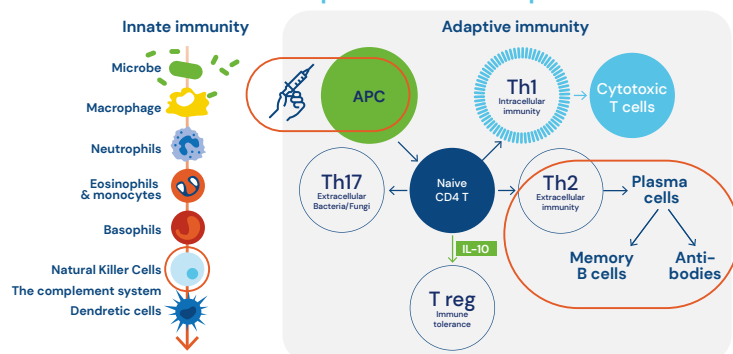 Innate immunity
Microbe
Macrophage
Neutrophils
Eosinophils
& monocytes
Basophils
Natural Killer Cells
The complement system
Dendretic cells
Adaptive immunity
APC
Th1
Intracellular
immunity
Cytotoxic
T cells
Th17
Extracellular
Bacteria/Fungi
Naive
CD4 T
Th2
Extracellular
immunity
Plasma
cells
Memory
B cells
Anti-
bodies
IL-10
T reg
Immune
tolerance